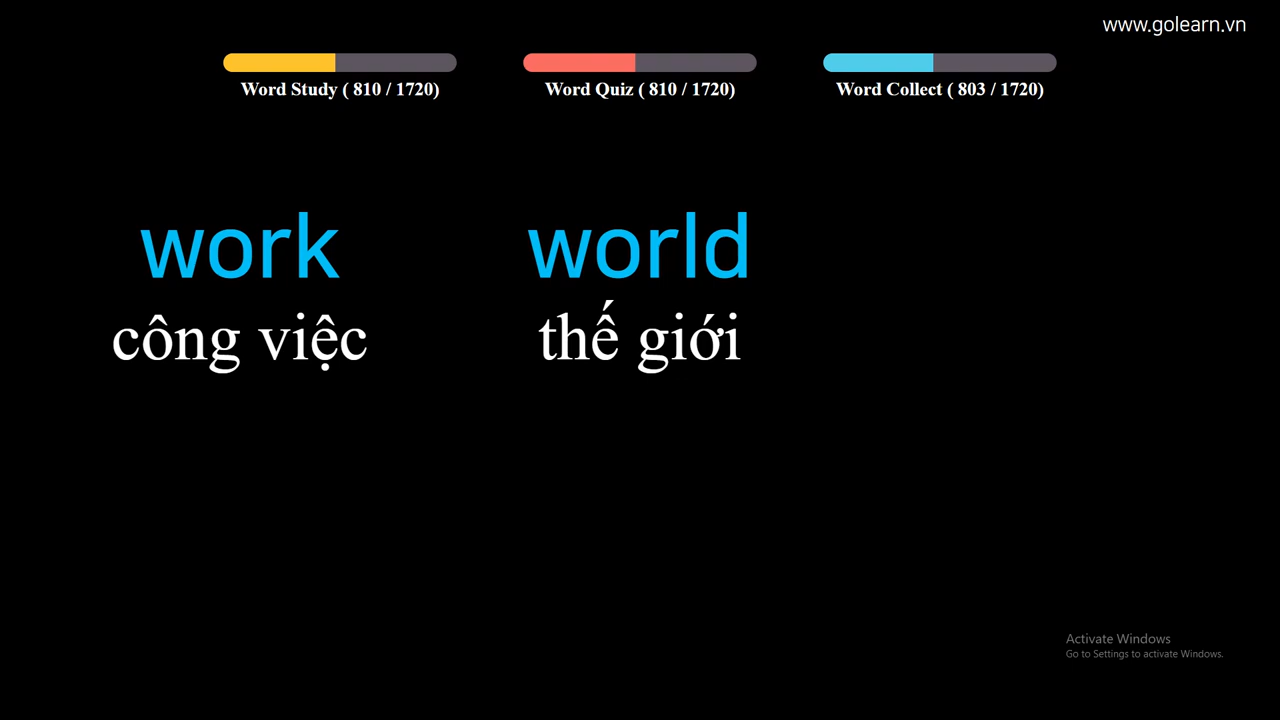 www.golearn.vn
Word Study ( 810 / 1720)
Word Quiz ( 810 / 1720)
Word Collect ( 803 / 1720)
work
world
công việc
thế giới
Activate Windows
Go to Settings to activate Windows.